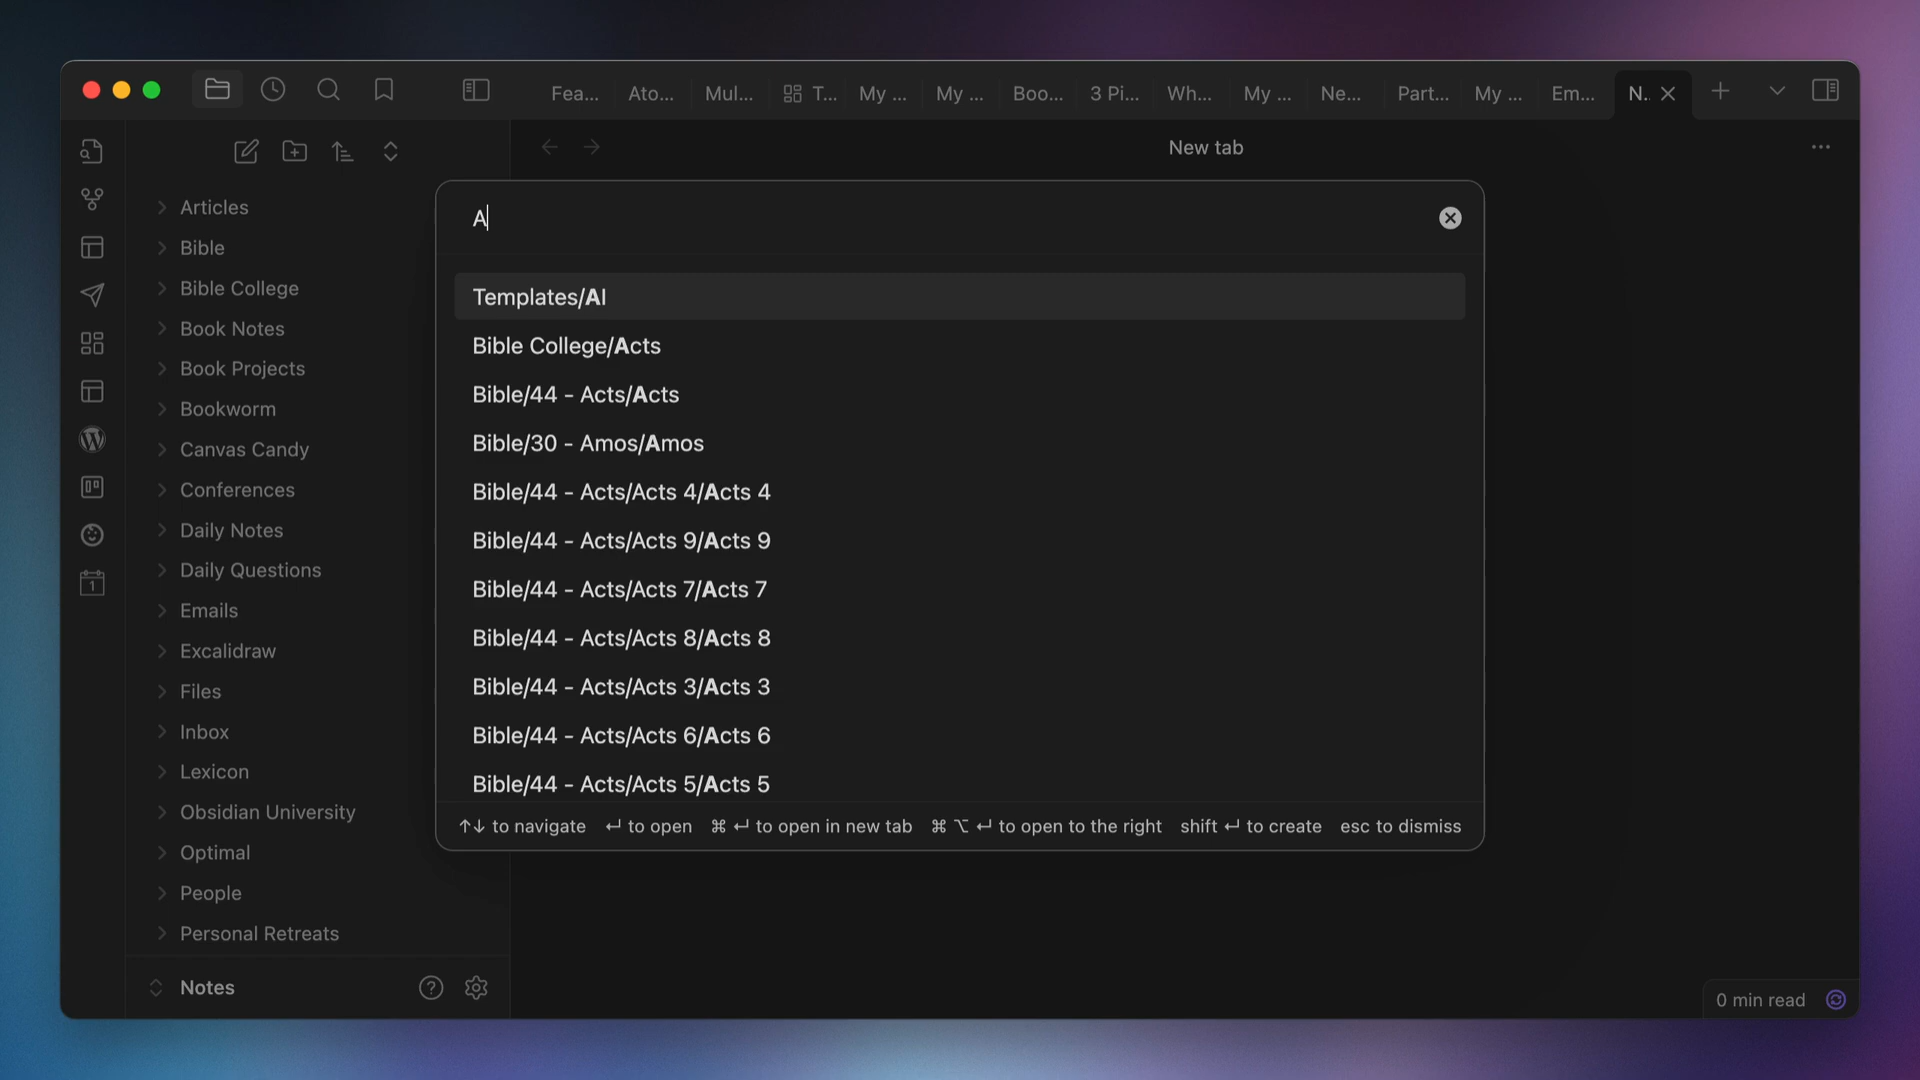 Fea... Ato... Mul... T... My ... My ... Boo... 3 Pi... Wh... My ... Ne... Part... My ... Em... N.
New tab
Articles
Bible
Bible College
Book Notes
Book Projects
Bookworm
Canvas Candy
Conferences
Daily Notes
Daily Questions
Emails
Excalidraw
Files
Inbox
Lexicon
Obsidian University
Optimal
People
Personal Retreats
Notes
A
Templates/AI
Bible College/Acts
Bible/44 - Acts/Acts
Bible/30 - Amos/Amos
Bible/44 - Acts/Acts 4/Acts 4
Bible/44 - Acts/Acts 9/Acts 9
Bible/44 - Acts/Acts 7/Acts 7
Bible/44 - Acts/Acts 8/Acts 8
Bible/44 - Acts/Acts 3/Acts 3
Bible/44 - Acts/Acts 6/Acts 6
Bible/44 - Acts/Acts 5/Acts 5
↑↓ to navigate ↵ to open ⌘ ↵ to open in new tab ⌘ ⌥ ↵ to open to the right shift ↵ to create esc to dismiss
1
0 min read